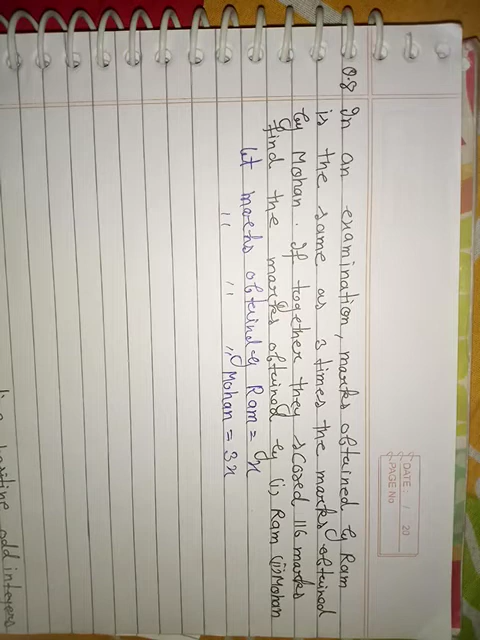 DATE: / 20
PAGE No
Q.8 In an examination, marks obtained by Ram
is the same as 3 times the marks obtained
by Mohan. If together they scored 116 marks
find the marks obtained by (i) Ram (ii) Mohan
let marks obtaind by Ram = x
" " " Mohan = 3x
positive odd integers